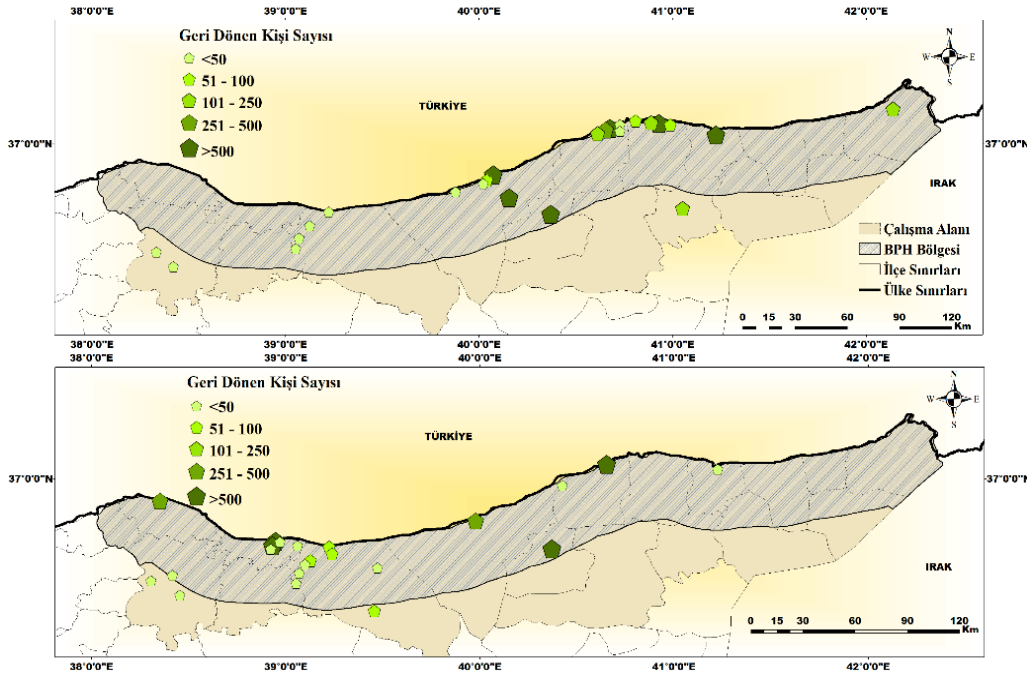 38°0'0"E 39°0'0"E 40°0'0"E 41°0'0"E 42°0'0"E
Geri Dönen Kişi Sayısı
<50
51 - 100
101 - 250
251 - 500
>500
TÜRKİYE
N
W E
S
37°0'0"N 37°0'0"N
IRAK
Çalışma Alanı
BPH Bölgesi
İlçe Sınırları
Ülke Sınırları
0 15 30 60 90 120
Km
38°0'0"E 39°0'0"E 40°0'0"E 41°0'0"E 42°0'0"E
38°0'0"E 39°0'0"E 40°0'0"E 41°0'0"E 42°0'0"E
Geri Dönen Kişi Sayısı
<50
51 - 100
101 - 250
251 - 500
>500
TÜRKİYE
N
W E
S
37°0'0"N 37°0'0"N
IRAK
0 15 30 60 90 120
Km
38°0'0"E 39°0'0"E 40°0'0"E 41°0'0"E 42°0'0"E